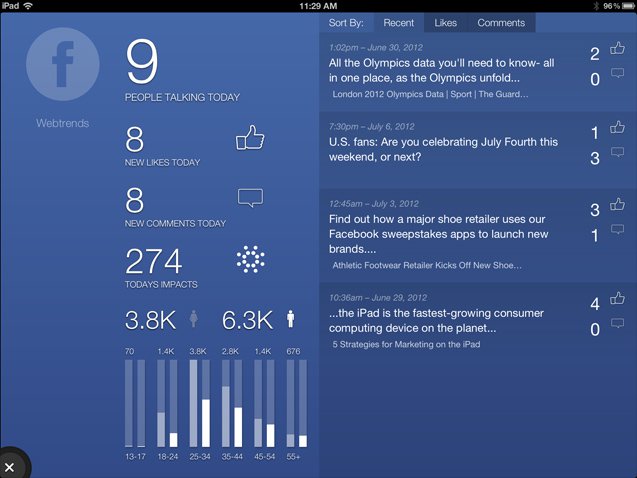 iPad
11:29 AM
96%
f
Webtrends
9
PEOPLE TALKING TODAY
8
NEW LIKES TODAY
8
NEW COMMENTS TODAY
274
TODAYS IMPACTS
3.8K 6.3K
70 1.4K 3.8K 2.8K 1.4K 676
13-17 18-24 25-34 35-44 45-54 55+
Sort By: Recent Likes Comments
1:02pm – June 30, 2012
All the Olympics data you'll need to know- all
in one place, as the Olympics unfold...
London 2012 Olympics Data | Sport | The Guard...
2
0
7:30pm – July 6, 2012
U.S. fans: Are you celebrating July Fourth this
weekend, or next?
1
3
12:45am – July 3, 2012
Find out how a major shoe retailer uses our
Facebook sweepstakes apps to launch new
brands....
Athletic Footwear Retailer Kicks Off New Shoe...
3
1
10:36am – June 29, 2012
...the iPad is the fastest-growing consumer
computing device on the planet...
5 Strategies for Marketing on the iPad
4
0